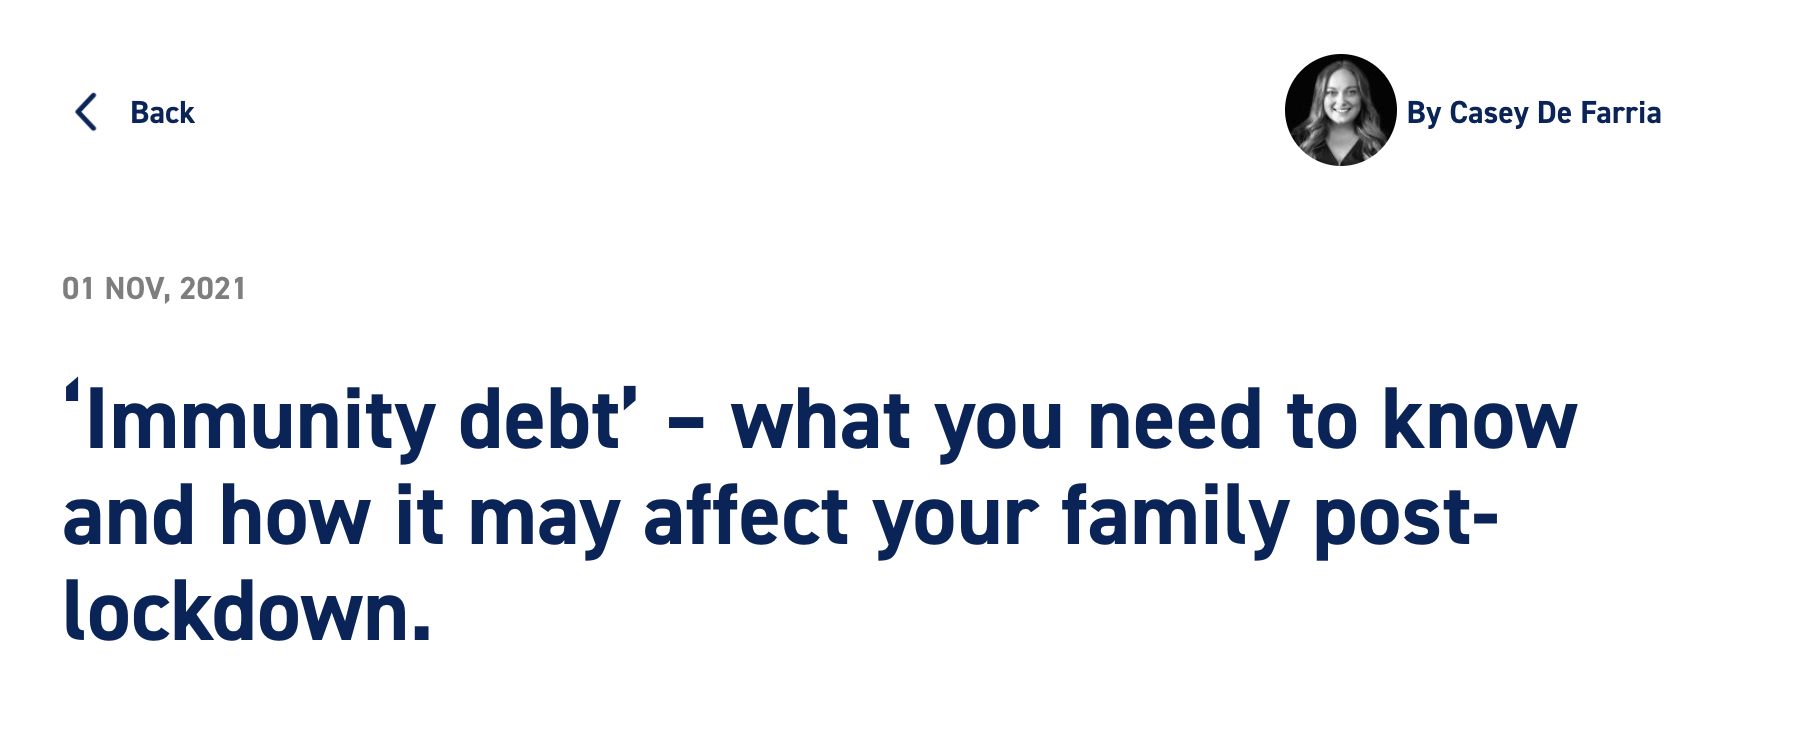 Back
By Casey De Farria
01 NOV, 2021
‘Immunity debt’ – what you need to know
and how it may affect your family post-
lockdown.